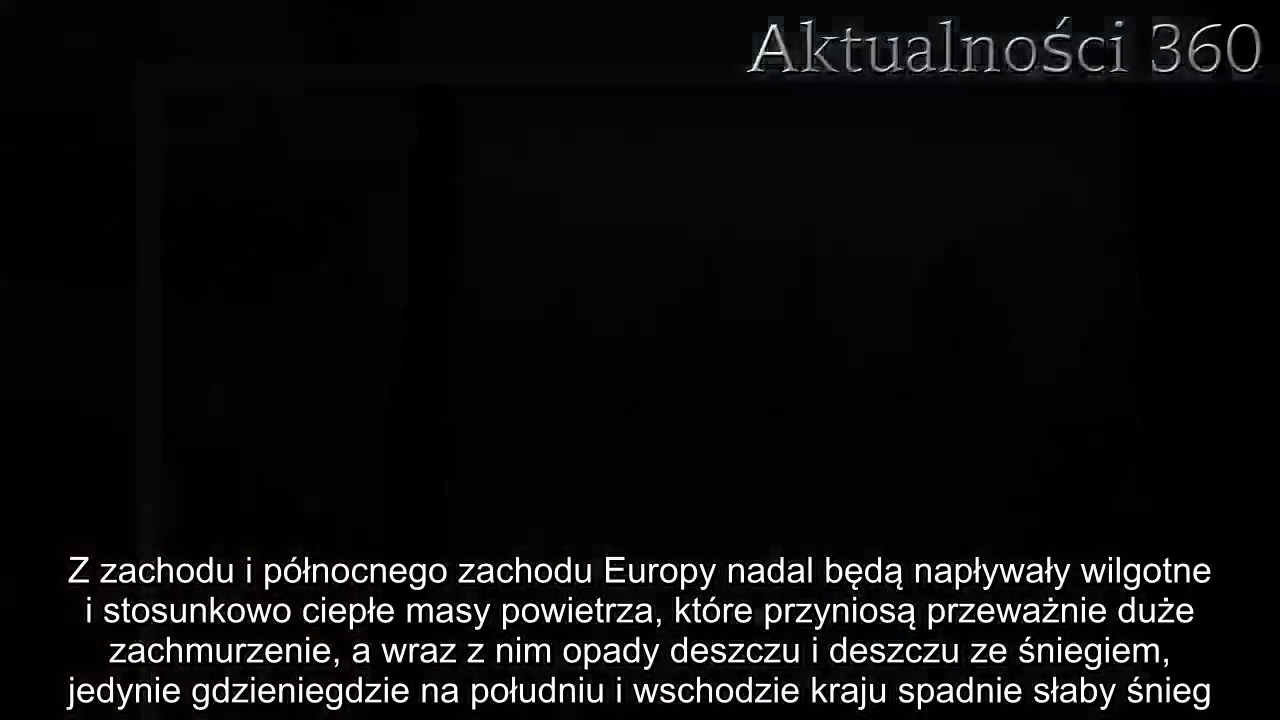 Aktualności 360
Z zachodu i północnego zachodu Europy nadal będą napływały wilgotne
i stosunkowo ciepłe masy powietrza, które przyniosą przeważnie duże
zachmurzenie, a wraz z nim opady deszczu i deszczu ze śniegiem,
jedynie gdzieniegdzie na południu i wschodzie kraju spadnie słaby śnieg